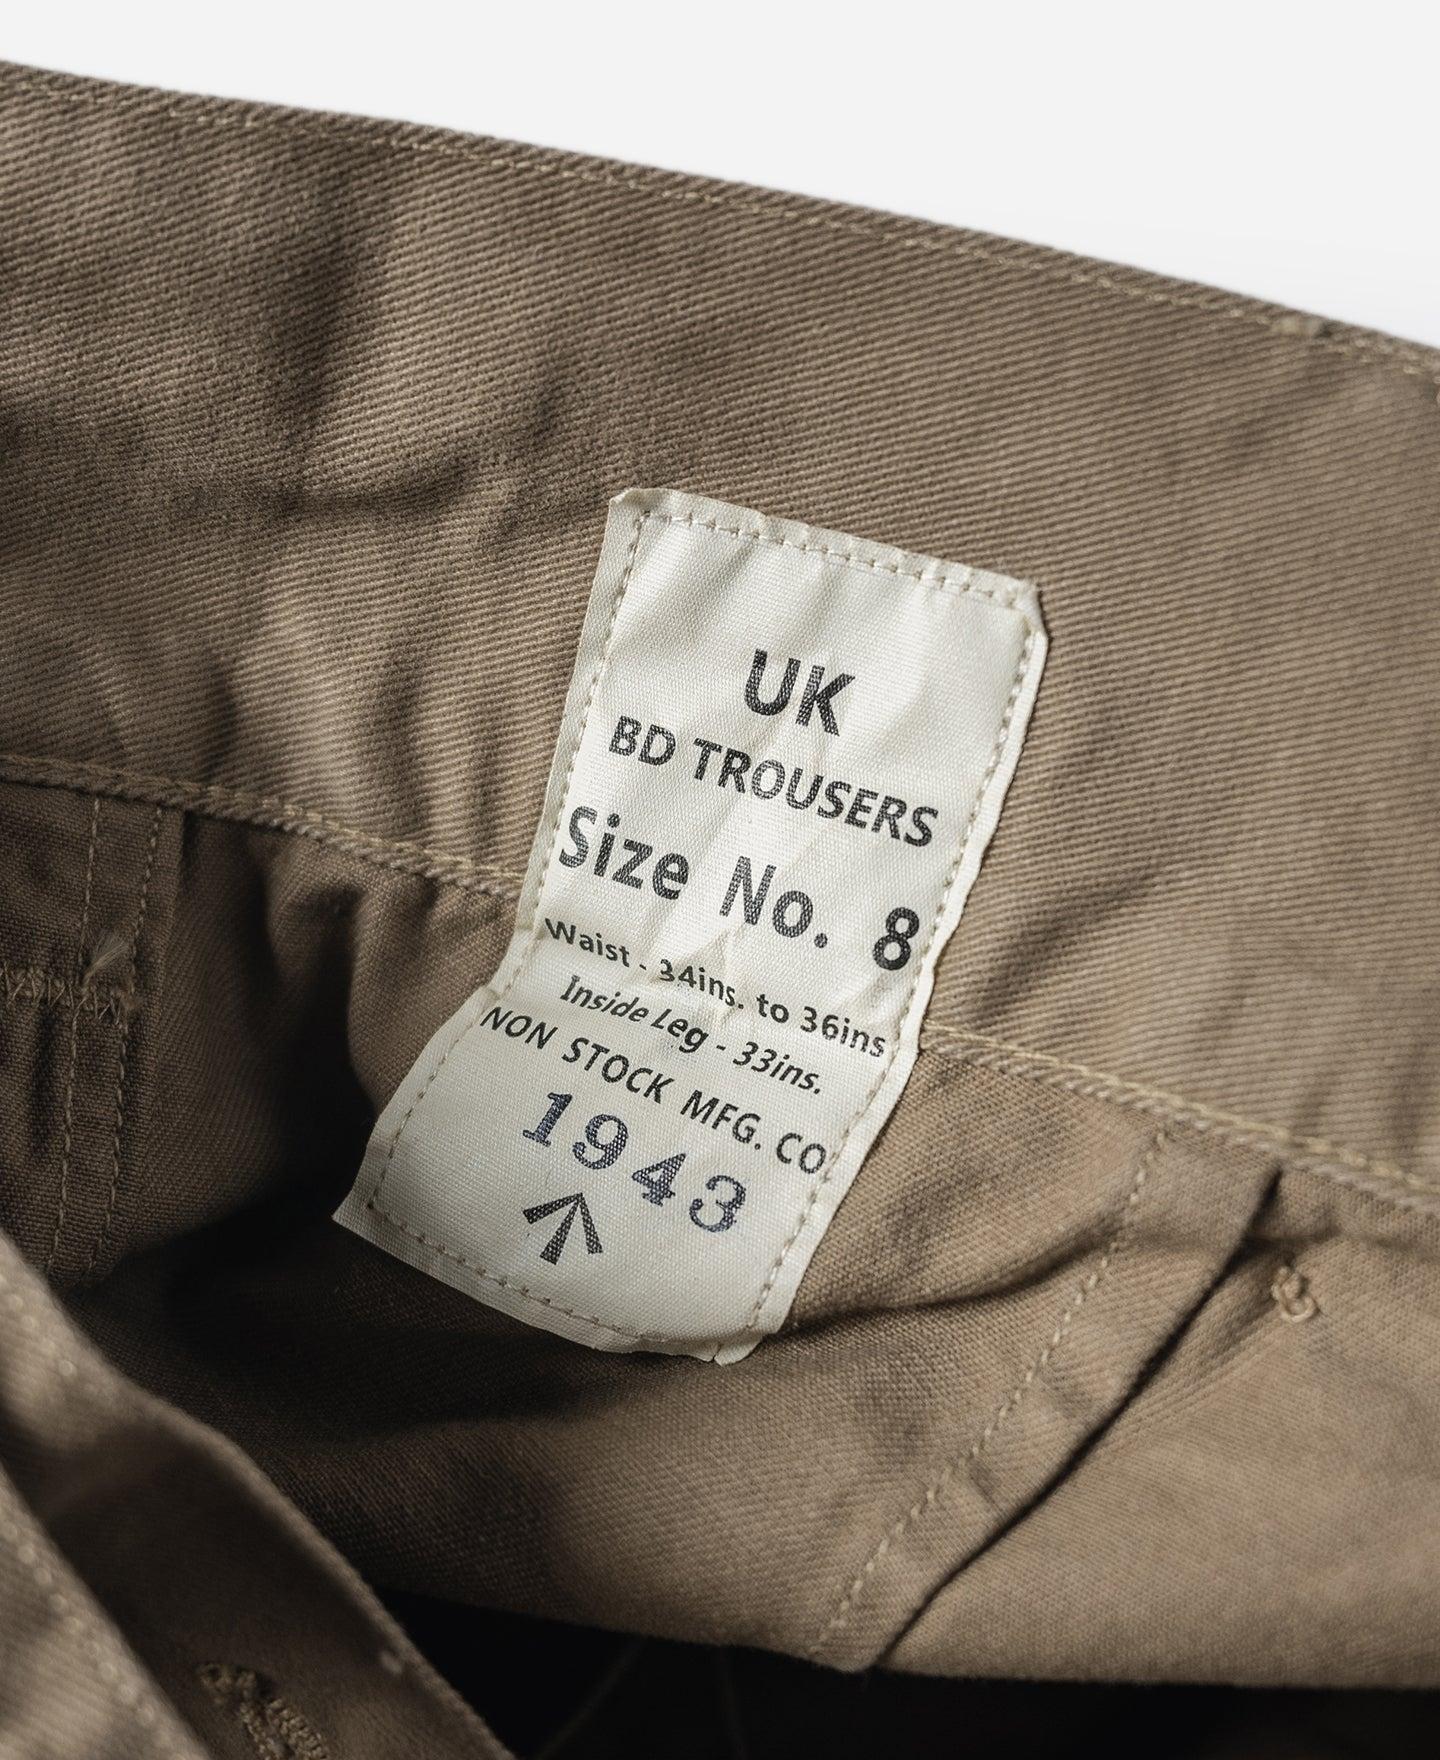 UK
BD TROUSERS
Size No. 8
Waist - 34ins. to 36ins
Inside Leg - 33ins.
NON STOCK MFG. CO
1943